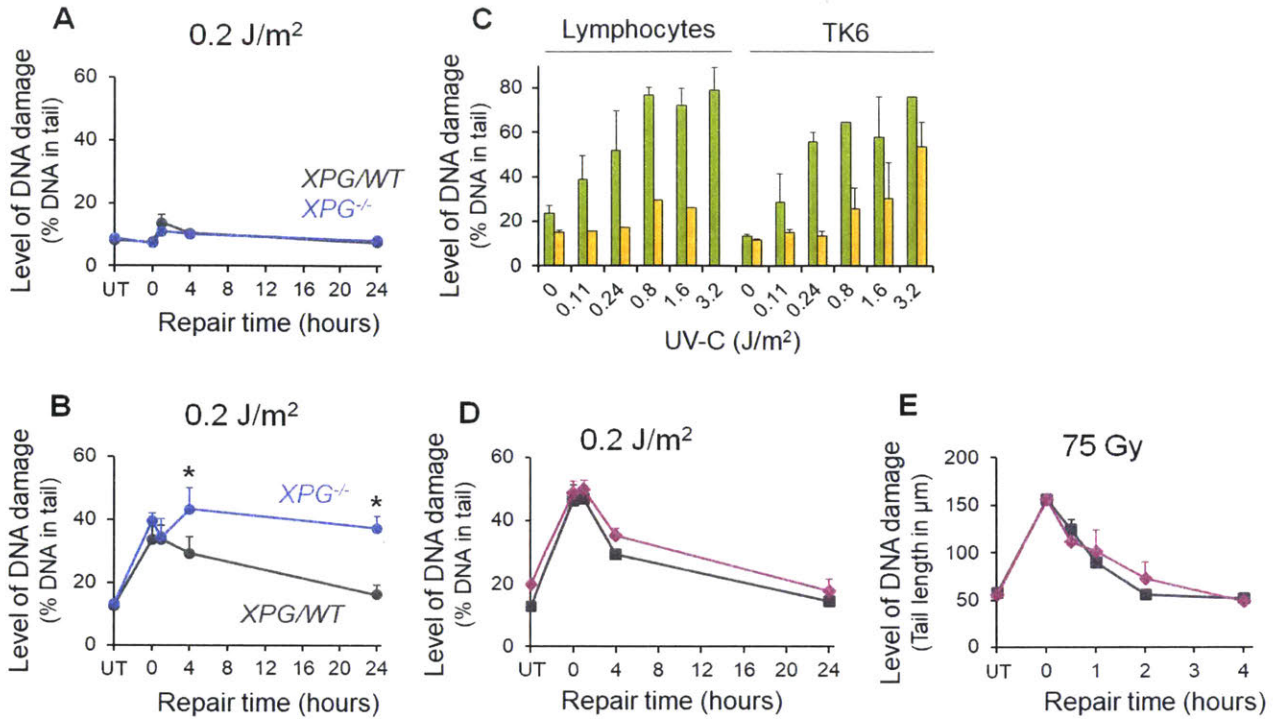 A
0.2 J/m²
Level of DNA damage
(% DNA in tail)
60
40
20
0
XPG/WT
XPG-/-
UT 0 4 8 12 16 20 24
Repair time (hours)
C
Lymphocytes TK6
Level of DNA damage
(% DNA in tail)
80
60
40
20
0
0 0.11 0.24 0.8 1.6 3.2 0 0.11 0.24 0.8 1.6 3.2
UV-C (J/m²)
B
0.2 J/m²
Level of DNA damage
(% DNA in tail)
60
40
20
0
*
*
XPG-/-
XPG/WT
UT 0 4 8 12 16 20 24
Repair time (hours)
D
0.2 J/m²
Level of DNA damage
(% DNA in tail)
60
40
20
0
UT 0 4 8 12 16 20 24
Repair time (hours)
E
75 Gy
Level of DNA damage
(Tail length in µm)
200
150
100
50
0
UT 0 1 2 3 4
Repair time (hours)